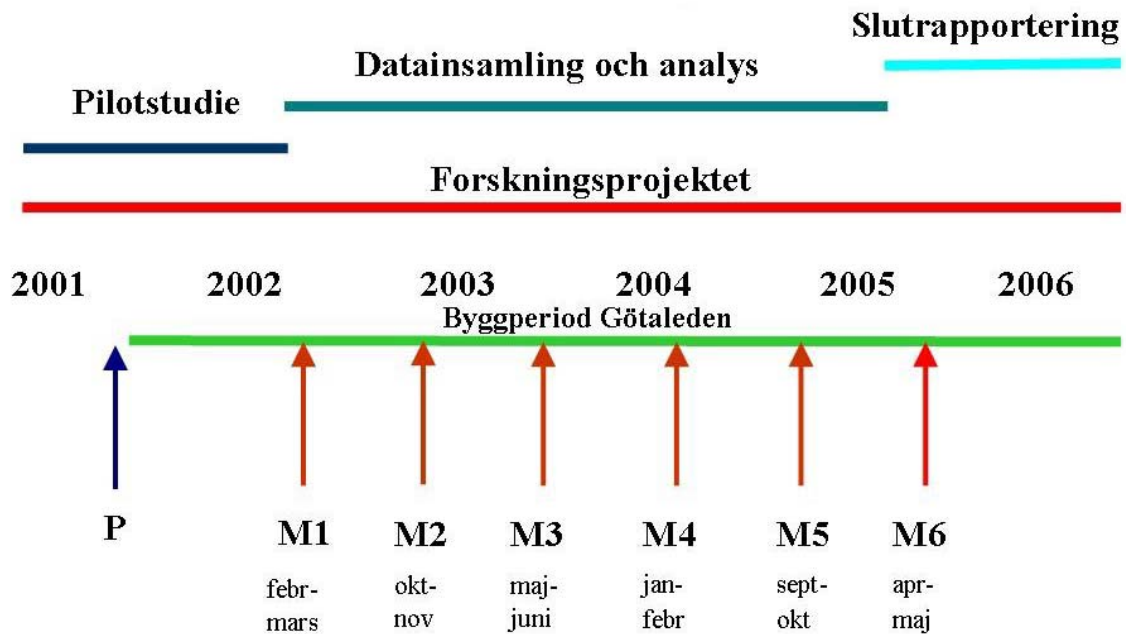 Slutrapportering
Datainsamling och analys
Pilotstudie
Forskningsprojektet
2001 2002 2003 2004 2005 2006
Byggperiod Götaleden
P M1 M2 M3 M4 M5 M6
febr- okt- maj- jan- sept- apr-
mars nov juni febr okt maj